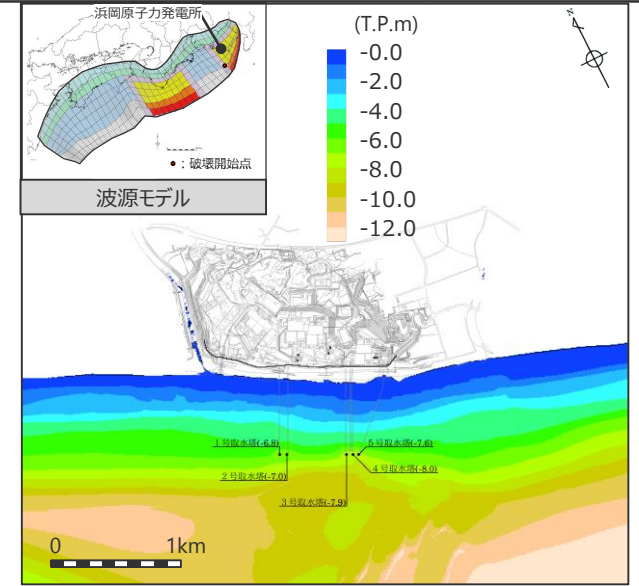 浜岡原子力発電所
●：破壊開始点
波源モデル
(T.P.m)
-0.0
-2.0
-4.0
-6.0
-8.0
-10.0
-12.0
N
1号取水塔(-6.8)
5号取水塔(-7.6)
2号取水塔(-7.0)
4号取水塔(-8.0)
3号取水塔(-7.9)
0 1km